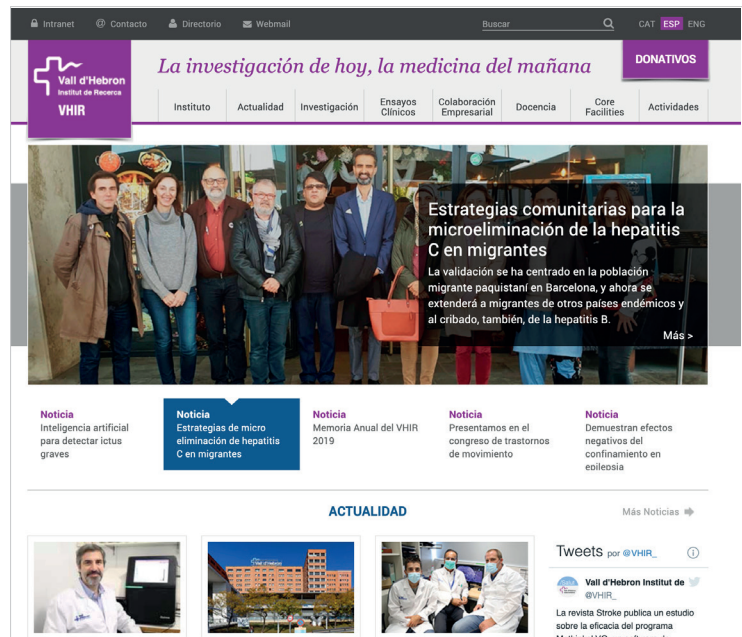 Intranet @ Contacto Directorio Webmail Buscar CAT ESP ENG
Vall d'Hebron
Institut de Recerca
VHIR
La investigación de hoy, la medicina del mañana
DONATIVOS
Instituto Actualidad Investigación Ensayos Clínicos Colaboración Empresarial Docencia Core Facilities Actividades
Estrategias comunitarias para la
microeliminación de la hepatitis
C en migrantes
La validación se ha centrado en la población
migrante paquistaní en Barcelona, y ahora se
extenderá a migrantes de otros países endémicos y
al cribado, también, de la hepatitis B.
Más >
Noticia
Inteligencia artificial
para detectar ictus
graves
Noticia
Estrategias de micro
eliminación de hepatitis
C en migrantes
Noticia
Memoria Anual del VHIR
2019
Noticia
Presentamos en el
congreso de trastornos
de movimiento
Noticia
Demuestran efectos
negativos del
confinamiento en
epilepsia
ACTUALIDAD
Más Noticias
Tweets por @VHIR_
Vall d'Hebron Institut de
@VHIR_
La revista Stroke publica un estudio
sobre la eficacia del programa